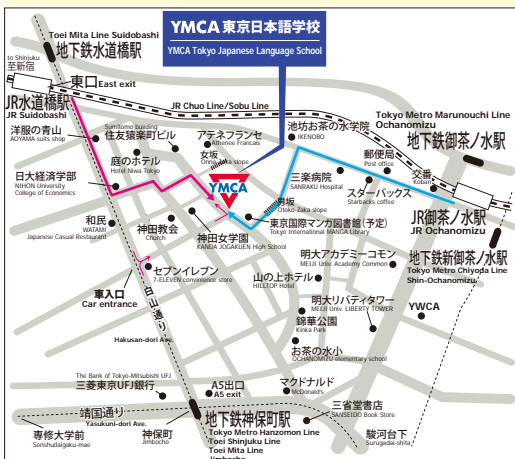 YMCA 東京日本語学校
YMCA Tokyo Japanese Language School
Toei Mita Line Suidobashi
地下鉄水道橋駅
to Shinjuku
至新宿
東口 East exit
JR水道橋駅
JR Suidobashi
JR Chuo Line/Sobu Line
Tokyo Metro Marunouchi Line
Ochanomizu
地下鉄御茶ノ水駅
洋服の青山
AOYAMA suits shop
Sumitomo building
住友猿楽町ビル
アテネフランセ
Athenee Francais
池坊お茶の水学院
IKENOBO
郵便局
Post office
庭のホテル
Hotel Niwa Tokyo
女坂
Onna-Zaka slope
三楽病院
SANRAKU Hospital
交番
Koban
スターバックス
Starbacks coffee
日大経済学部
NIHON University
College of Economics
YMCA
男坂
Otoko-Zaka slope
JR御茶ノ水駅
JR Ochanomizu
和民
WATAMI
Japanese Casual Restaurant
神田教会
Church
神田女学園
KANDA JOGAKUEN High School
東京国際マンガ図書館(予定)
Tokyo International MANGA Library
地下鉄新御茶ノ水駅
Tokyo Metro Chiyoda Line
Shin-Ochanomizu
明大アカデミーコモン
MEIJI Univ. Academy Common
セブンイレブン
7-ELEVEN convenience store
山の上ホテル
HILLTOP Hotel
車入口
Car entrance
白山通り
Hakusan-dori Ave.
明大リバティタワー
MEIJI Univ. LIBERTY TOWER
YWCA
錦華公園
Kinka Park
お茶の水小
OCHANOMIZU elementary school
The Bank of Tokyo-Mitsubishi UFJ
三菱東京UFJ銀行
A5出口
A5 exit
マクドナルド
McDonald's
靖国通り
Yasukuni-dori Ave.
地下鉄神保町駅
Tokyo Metro Hanzomon Line
Toei Shinjuku Line
Toei Mita Line
Jimbocho
三省堂書店
SANSEIDO Book Store
専修大学前
Senshudaigaku-mae
神保町
Jimbocho
駿河台下
Surugadai-shita